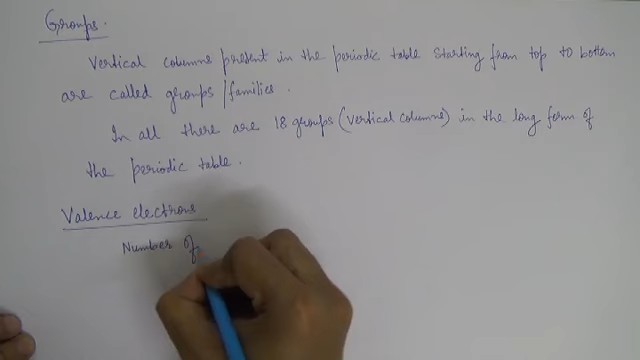 Groups.
Vertical columns present in the periodic table starting from top to bottom
are called groups/families.
In all there are 18 groups (vertical columns) in the long form of
the periodic table.
Valence electrons
Number of